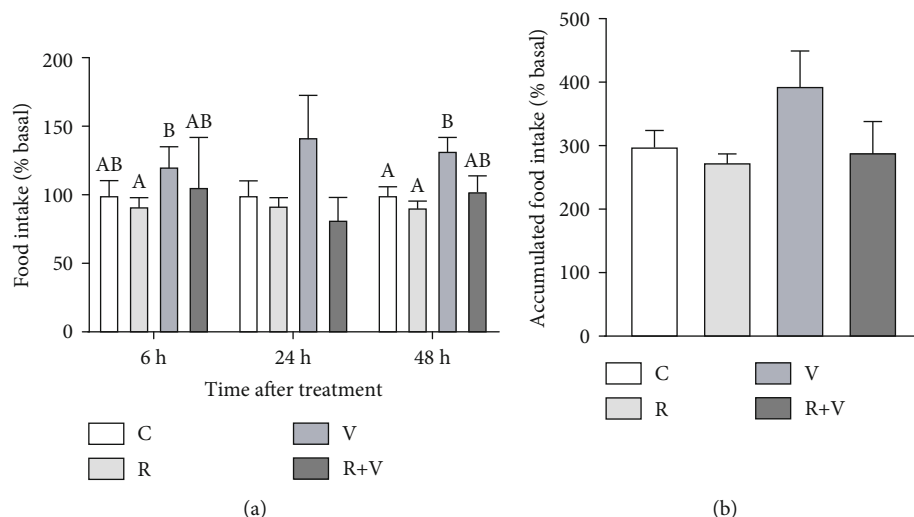 Food intake (% basal)
200
150
100
50
0
AB
A
B
AB
A
A
B
AB
6 h
24 h
48 h
Time after treatment
C
V
R
R+V
(a)
Accumulated food intake (% basal)
500
400
300
200
100
0
C
V
R
R+V
(b)